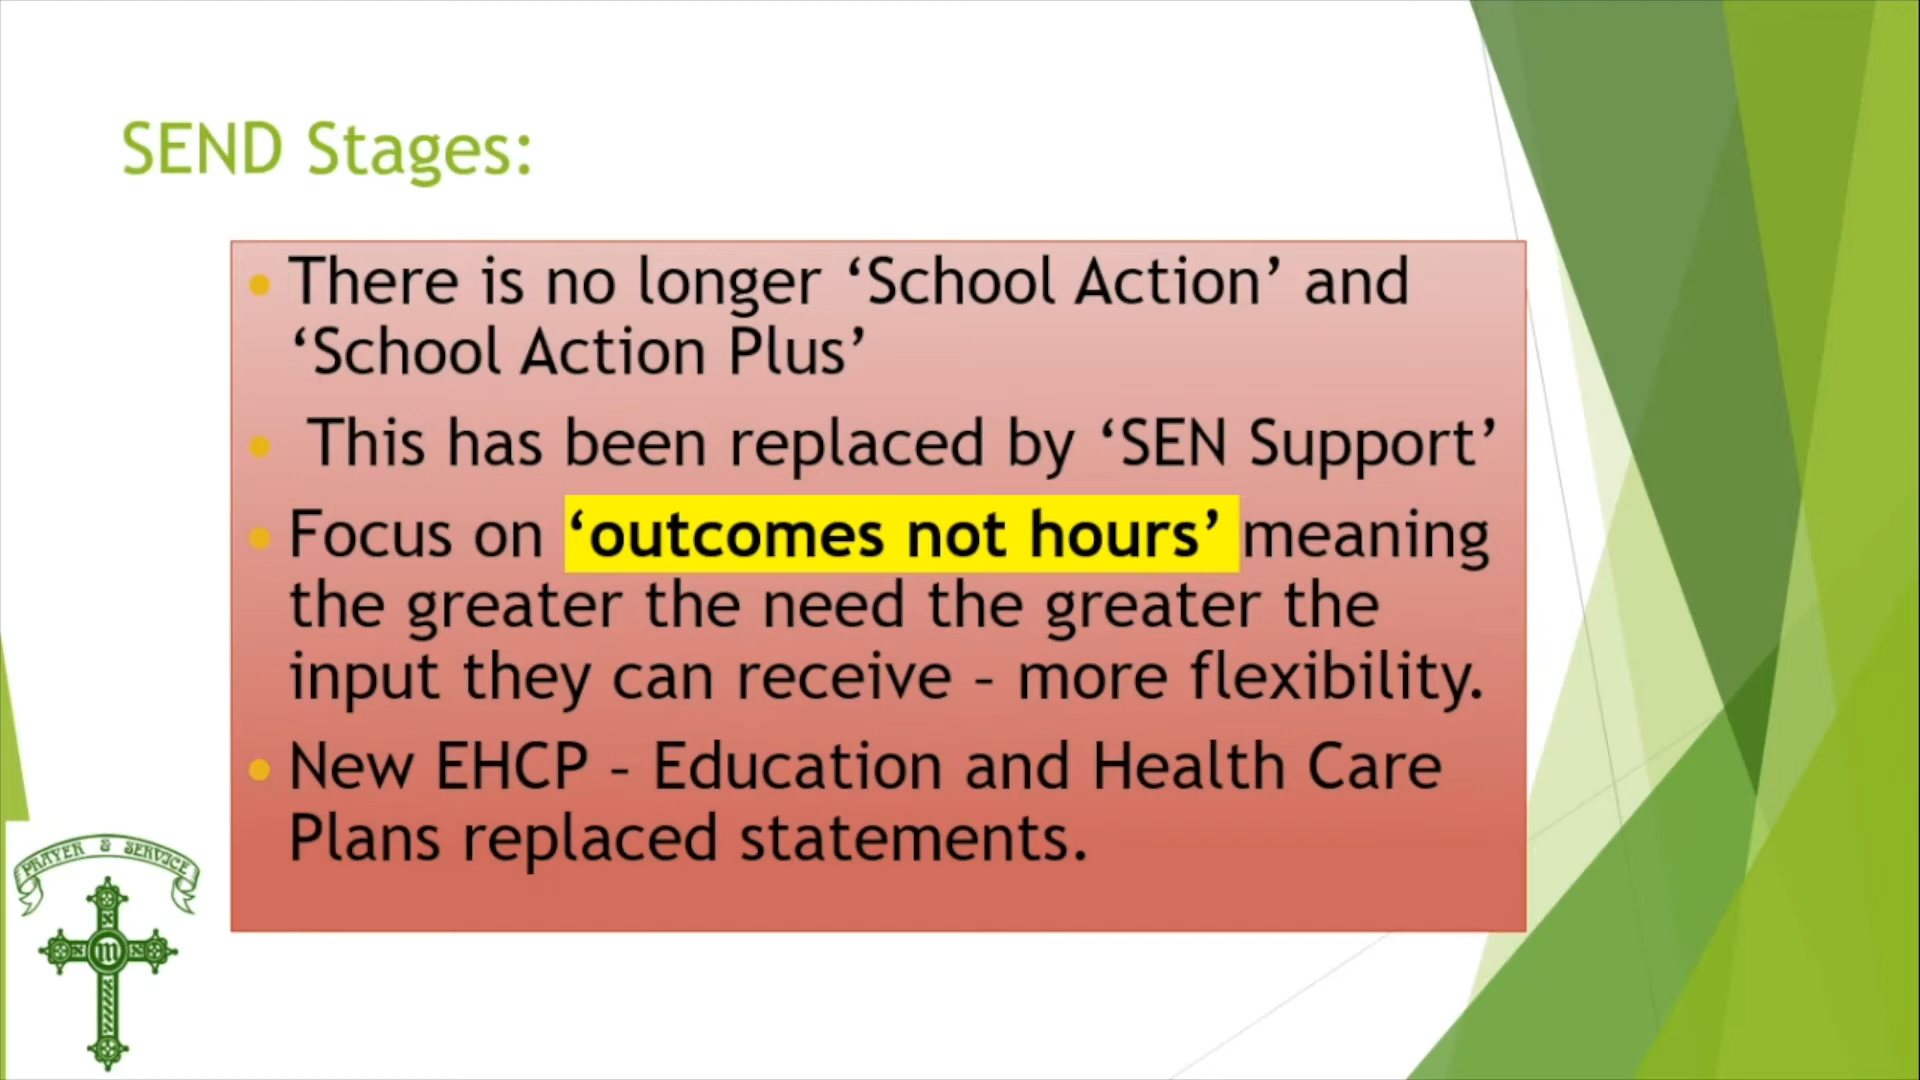 SEND Stages:
• There is no longer ‘School Action’ and
‘School Action Plus’
• This has been replaced by ‘SEN Support’
• Focus on ‘outcomes not hours’ meaning
the greater the need the greater the
input they can receive – more flexibility.
• New EHCP – Education and Health Care
Plans replaced statements.
PRAYER & SERVICE
m